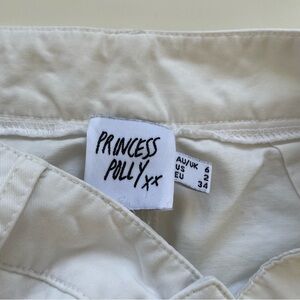 PRINCESS
POLLY xx
AU/UK 6
US 2
EU 34